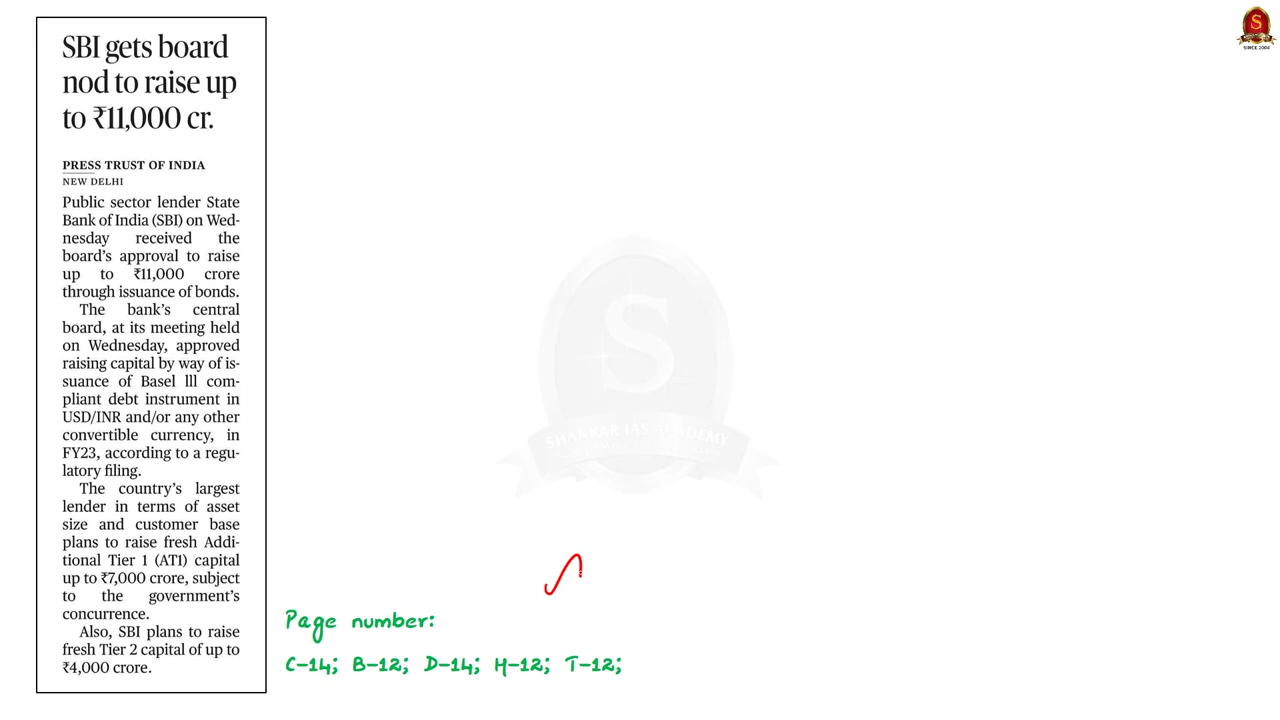 SBI gets board
nod to raise up
to ₹11,000 cr.
PRESS TRUST OF INDIA
NEW DELHI
Public sector lender State
Bank of India (SBI) on Wed-
nesday received the
board's approval to raise
up to ₹11,000 crore
through issuance of bonds.
The bank's central
board, at its meeting held
on Wednesday, approved
raising capital by way of is-
suance of Basel lll com-
pliant debt instrument in
USD/INR and/or any other
convertible currency, in
FY23, according to a regu-
latory filing.
The country's largest
lender in terms of asset
size and customer base
plans to raise fresh Addi-
tional Tier 1 (AT1) capital
up to ₹7,000 crore, subject
to the government's
concurrence.
Also, SBI plans to raise
fresh Tier 2 capital of up to
₹4,000 crore.
S
SHANKAR IAS ACADEMY
Page number:
C-14; B-12; D-14; H-12; T-12;
S
SINCE 2004